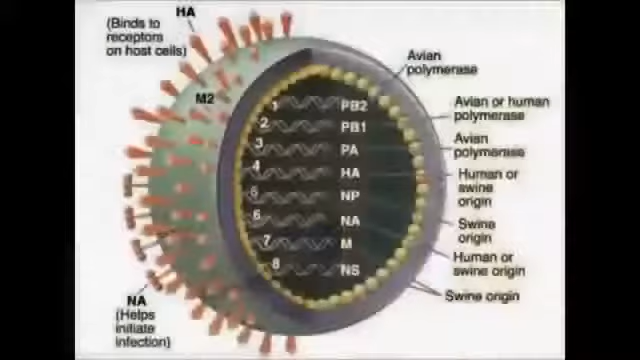 HA
(Binds to
receptors
on host cells)
M2
NA
(Helps
initiate
infection)
1 PB2
2 PB1
3 PA
4 HA
5 NP
6 NA
7 M
8 NS
Avian
polymerase
Avian or human
polymerase
Avian
polymerase
Human or
swine
origin
Swine
origin
Human or
swine origin
Swine origin